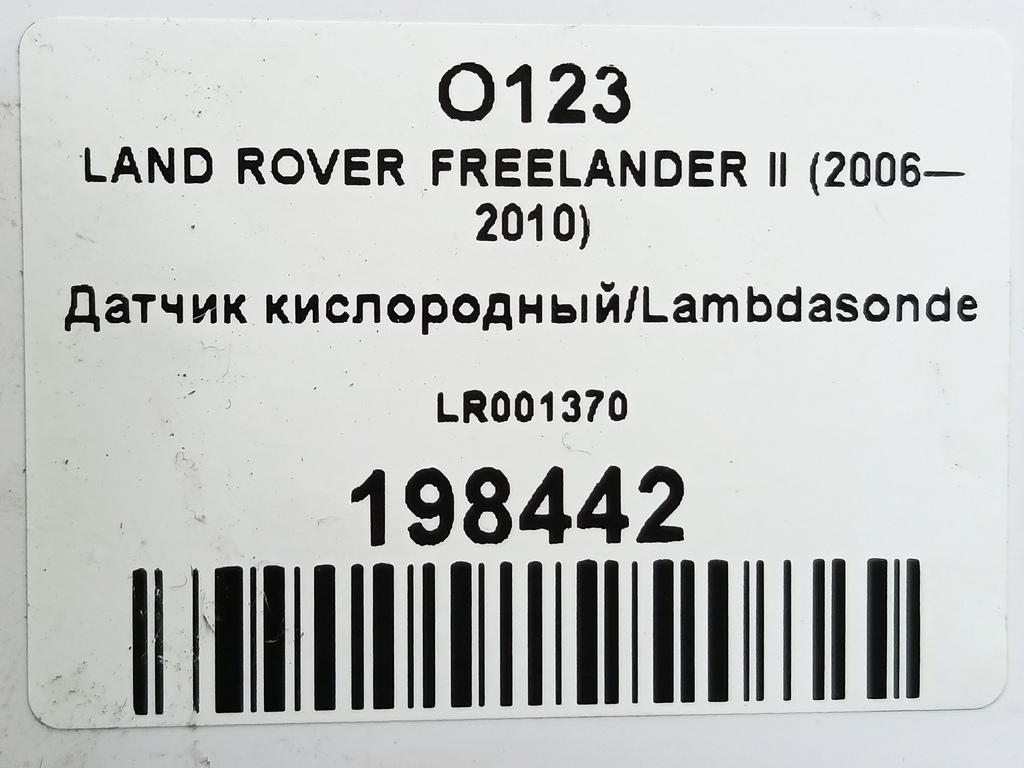 O123
LAND ROVER FREELANDER II (2006—
2010)
Датчик кислородный/Lambdasonde
LR001370
198442